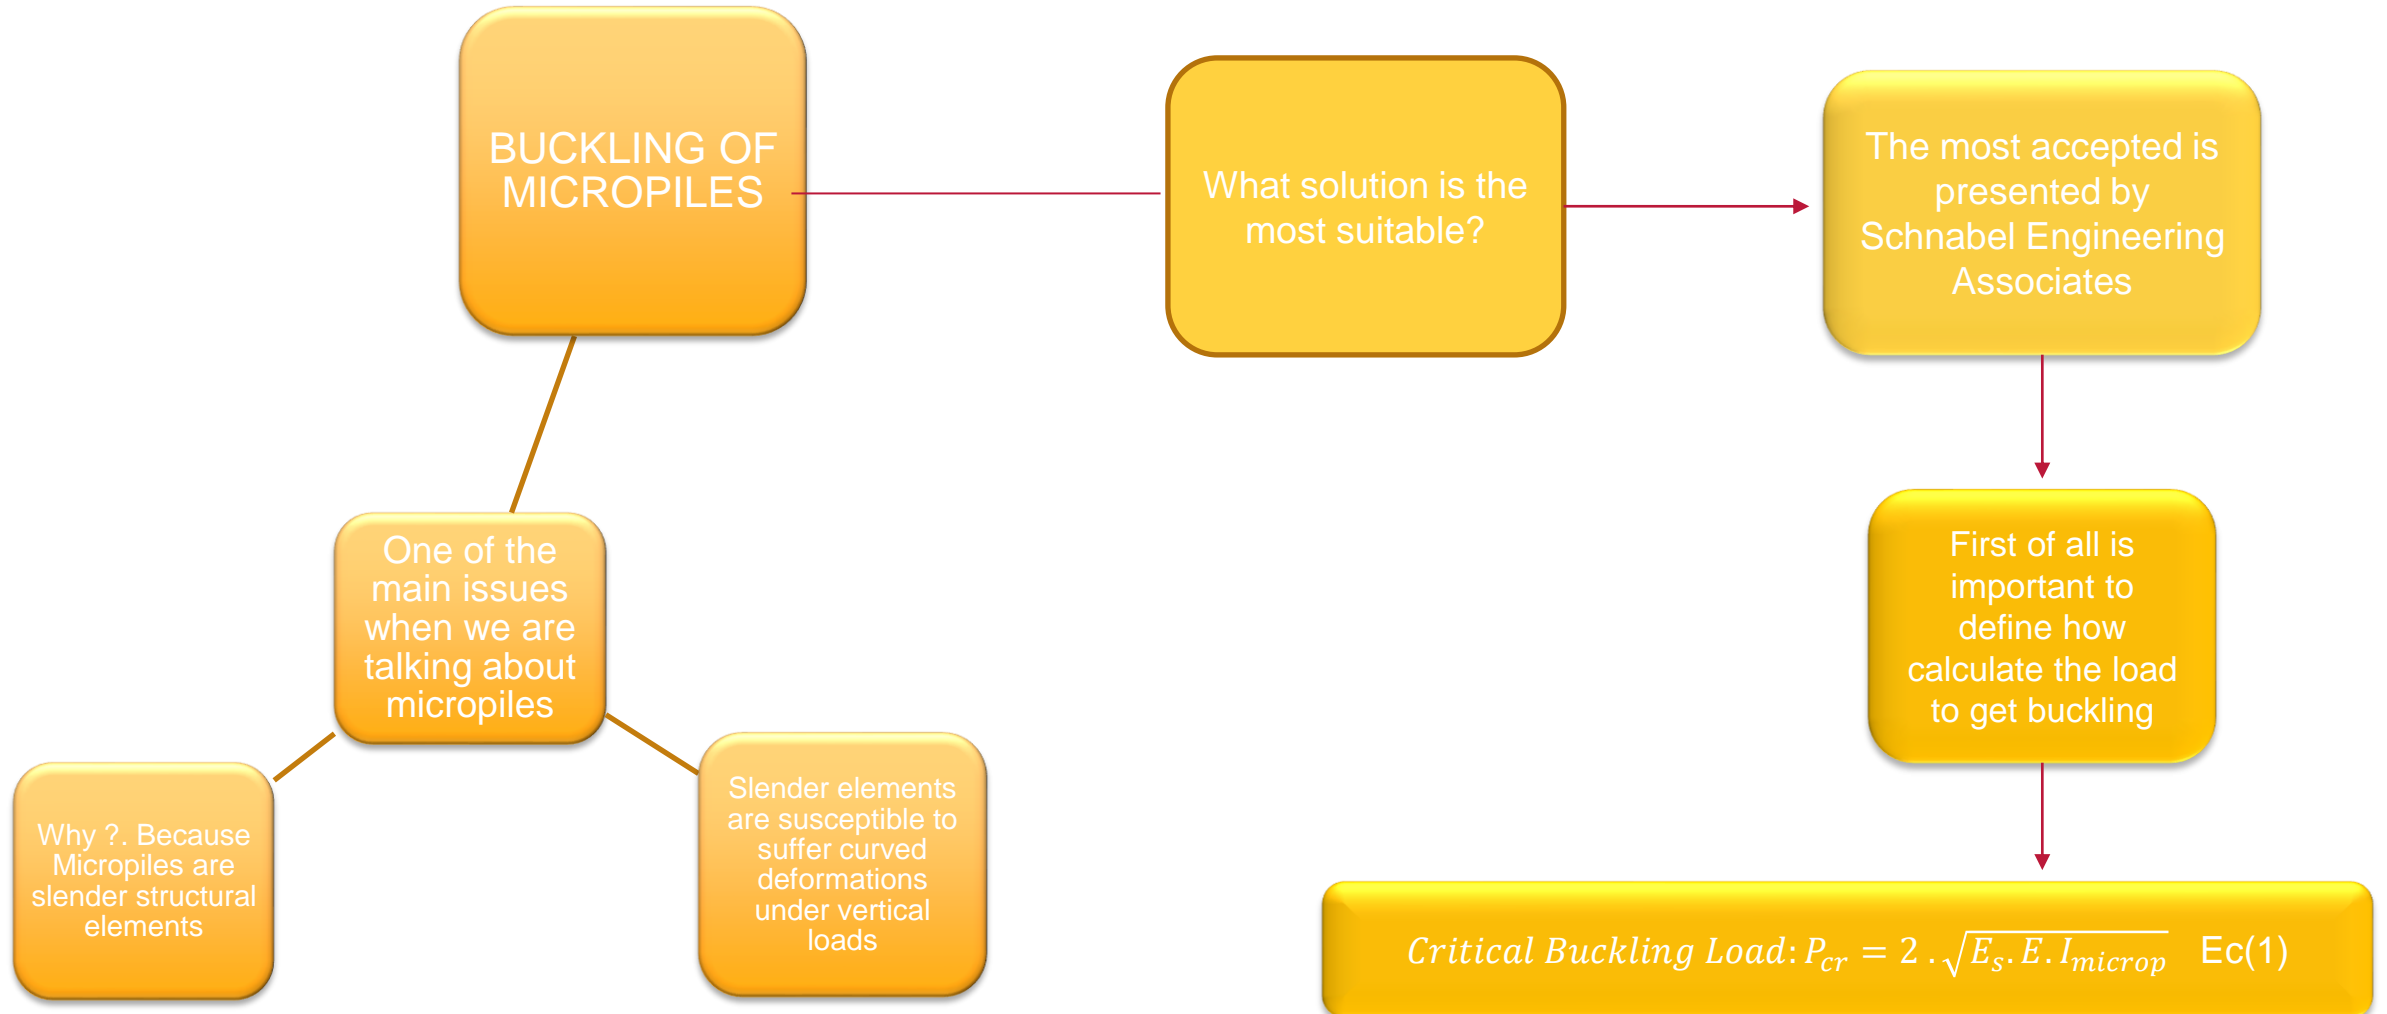 BUCKLING OF
MICROPILES
What solution is the
most suitable?
The most accepted is
presented by
Schnabel Engineering
Associates
One of the
main issues
when we are
talking about
micropiles
First of all is
important to
define how
calculate the load
to get buckling
Why ?. Because
Micropiles are
slender structural
elements
Slender elements
are susceptible to
suffer curved
deformations
under vertical
loads
Critical Buckling Load: P_cr = 2 . √(E_s. E. I_microp) Ec(1)